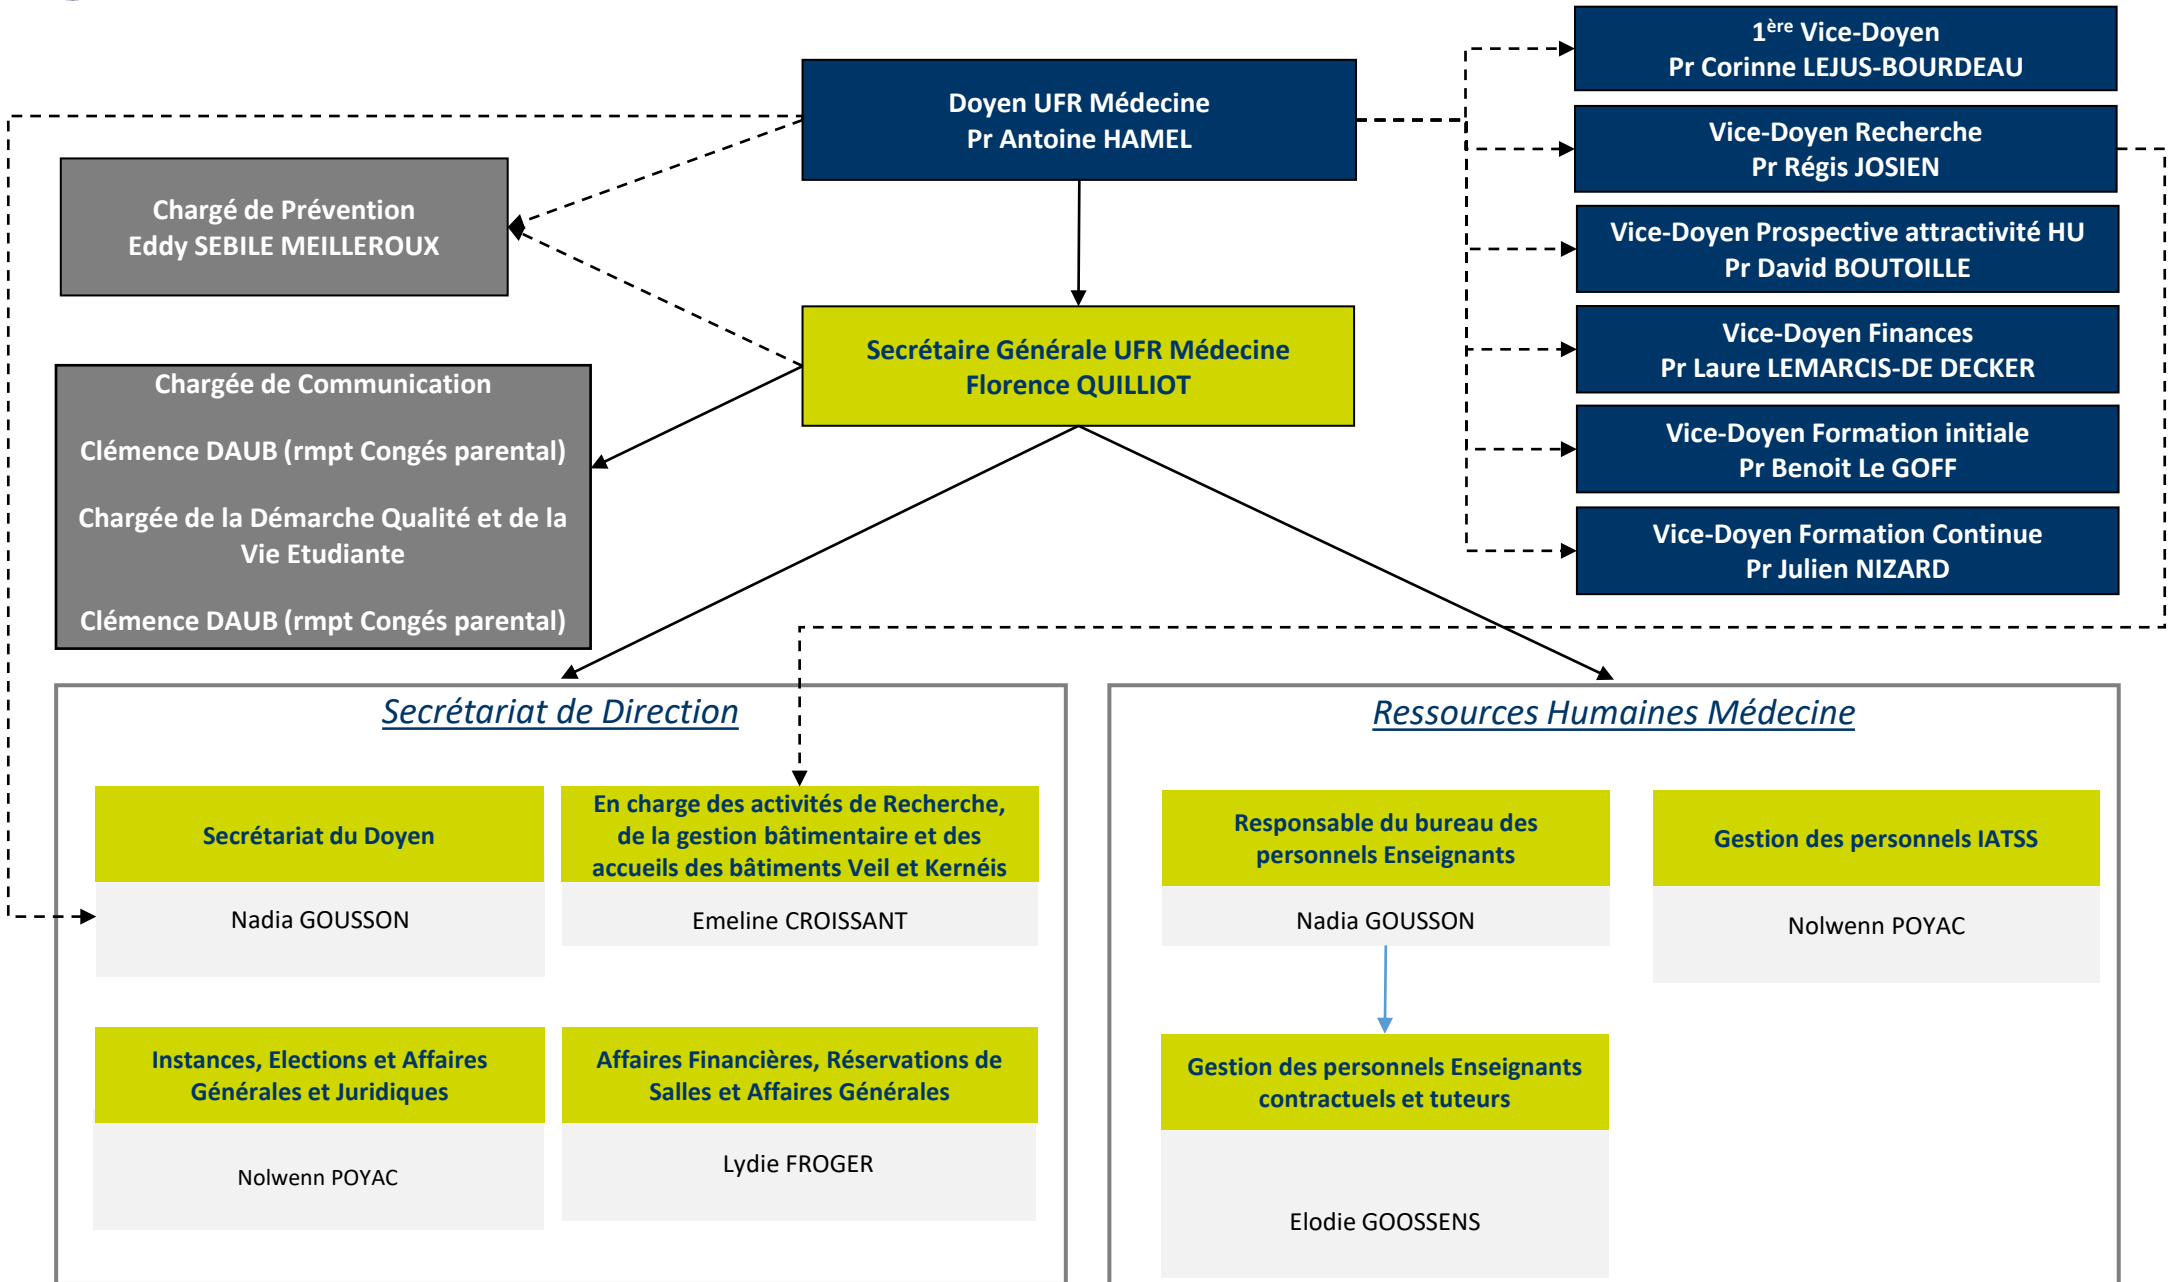 Doyen UFR Médecine
Pr Antoine HAMEL
1ère Vice-Doyen
Pr Corinne LEJUS-BOURDEAU
Vice-Doyen Recherche
Pr Régis JOSIEN
Vice-Doyen Prospective attractivité HU
Pr David BOUTOILLE
Vice-Doyen Finances
Pr Laure LEMARCIS-DE DECKER
Vice-Doyen Formation initiale
Pr Benoit Le GOFF
Vice-Doyen Formation Continue
Pr Julien NIZARD
Chargé de Prévention
Eddy SEBILE MEILLEROUX
Secrétaire Générale UFR Médecine
Florence QUILLIOT
Chargée de Communication
Clémence DAUB (rmpt Congés parental)
Chargée de la Démarche Qualité et de la
Vie Etudiante
Clémence DAUB (rmpt Congés parental)
Secrétariat de Direction
Secrétariat du Doyen
Nadia GOUSSON
En charge des activités de Recherche,
de la gestion bâtimentaire et des
accueils des bâtiments Veil et Kernéis
Emeline CROISSANT
Instances, Elections et Affaires
Générales et Juridiques
Nolwenn POYAC
Affaires Financières, Réservations de
Salles et Affaires Générales
Lydie FROGER
Ressources Humaines Médecine
Responsable du bureau des
personnels Enseignants
Nadia GOUSSON
Gestion des personnels IATSS
Nolwenn POYAC
Gestion des personnels Enseignants
contractuels et tuteurs
Elodie GOOSSENS